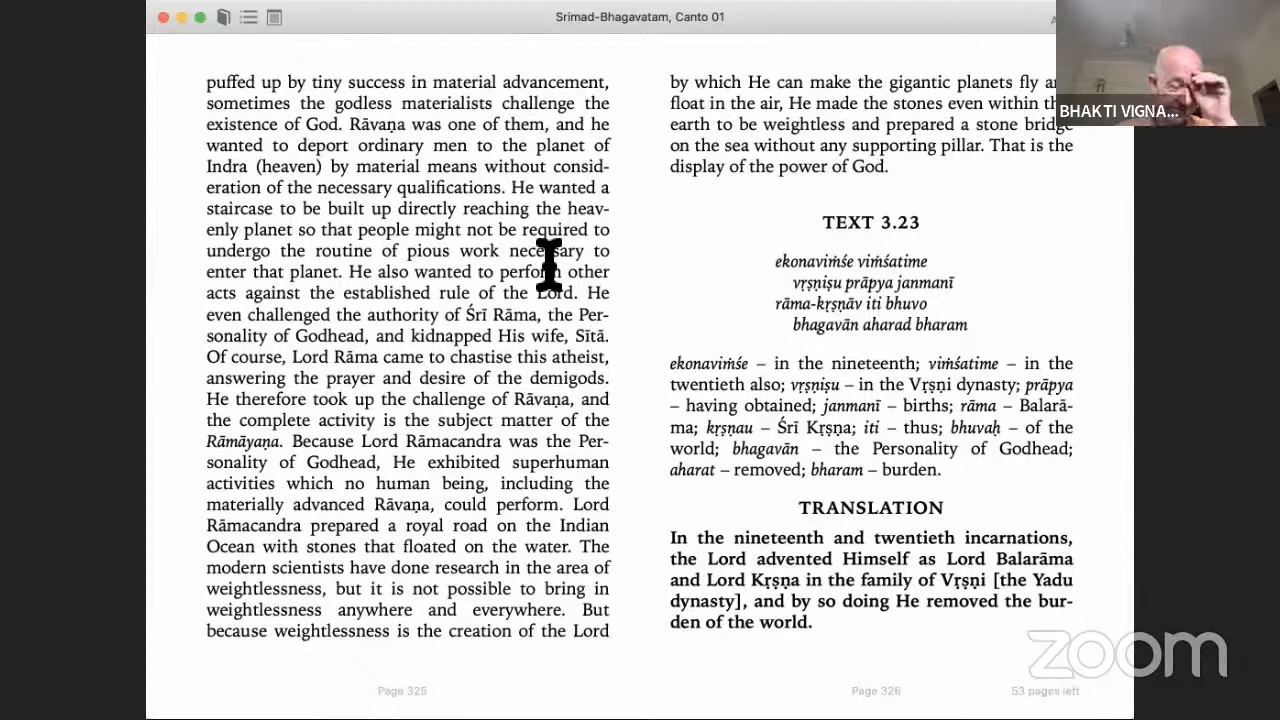 Srimad-Bhagavatam, Canto 01
puffed up by tiny success in material advancement,
sometimes the godless materialists challenge the
existence of God. Rāvaṇa was one of them, and he
wanted to deport ordinary men to the planet of
Indra (heaven) by material means without consid-
eration of the necessary qualifications. He wanted a
staircase to be built up directly reaching the heav-
enly planet so that people might not be required to
undergo the routine of pious work necessary to
enter that planet. He also wanted to perform other
acts against the established rule of the Lord. He
even challenged the authority of Śrī Rāma, the Per-
sonality of Godhead, and kidnapped His wife, Sītā.
Of course, Lord Rāma came to chastise this atheist,
answering the prayer and desire of the demigods.
He therefore took up the challenge of Rāvaṇa, and
the complete activity is the subject matter of the
Rāmāyaṇa. Because Lord Rāmacandra was the Per-
sonality of Godhead, He exhibited superhuman
activities which no human being, including the
materially advanced Rāvaṇa, could perform. Lord
Rāmacandra prepared a royal road on the Indian
Ocean with stones that floated on the water. The
modern scientists have done research in the area of
weightlessness, but it is not possible to bring in
weightlessness anywhere and everywhere. But
because weightlessness is the creation of the Lord
Page 325
by which He can make the gigantic planets fly
float in the air, He made the stones even within
earth to be weightless and prepared a stone bridge
on the sea without any supporting pillar. That is the
display of the power of God.
TEXT 3.23
ekonaviṁśe viṁśatime
vṛṣṇiṣu prāpya janmanī
rāma-kṛṣṇāv iti bhuvo
bhagavān aharad bharam
ekonaviṁśe – in the nineteenth; viṁśatime – in the
twentieth also; vṛṣṇiṣu – in the Vṛṣṇi dynasty; prāpya
– having obtained; janmanī – births; rāma – Balarā-
ma; kṛṣṇau – Śrī Kṛṣṇa; iti – thus; bhuvaḥ – of the
world; bhagavān – the Personality of Godhead;
aharat – removed; bharam – burden.
TRANSLATION
In the nineteenth and twentieth incarnations,
the Lord advented Himself as Lord Balarāma
and Lord Kṛṣṇa in the family of Vṛṣṇi [the Yadu
dynasty], and by so doing He removed the bur-
den of the world.
Page 326
53 pages left
BHAKTI VIGNA...
zoom